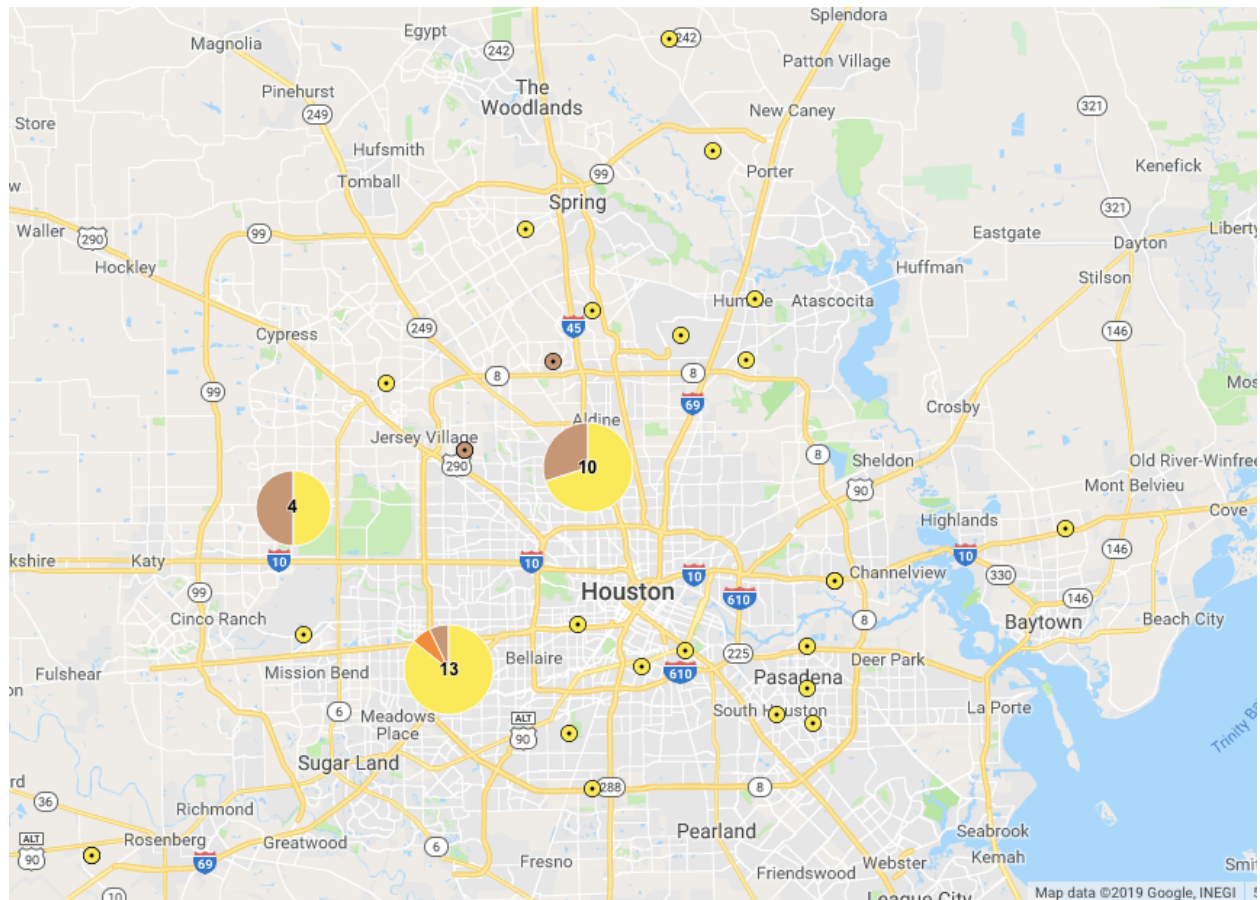 Splendora
Egypt
Magnolia
242
242
Patton Village
Pinehurst
The
Woodlands
New Caney
321
249
Store
Hufsmith
Kenefick
Tomball
99
Porter
Spring
321
Waller
290
99
Eastgate
Dayton
Liberty
Hockley
Huffman
Stilson
Humble
Atascocita
Cypress
249
45
146
8
8
99
69
Crosby
Aldine
Jersey Village
290
10
8
Sheldon
Old River-Winfree
90
Mont Belvieu
4
Highlands
Cove
Katy
10
10
10
10
146
Channelview
330
Houston
610
99
146
Cinco Ranch
8
Baytown
Beach City
Fulshear
Mission Bend
13
Bellaire
610
225
Deer Park
Pasadena
6
Meadows
Place
ALT
90
South Houston
La Porte
Sugar Land
288
8
36
Richmond
ALT
90
Rosenberg
69
Greatwood
6
Pearland
Seabrook
Kemah
Fresno
Webster
Friendswood
League City
10
Map data ©2019 Google, INEGI